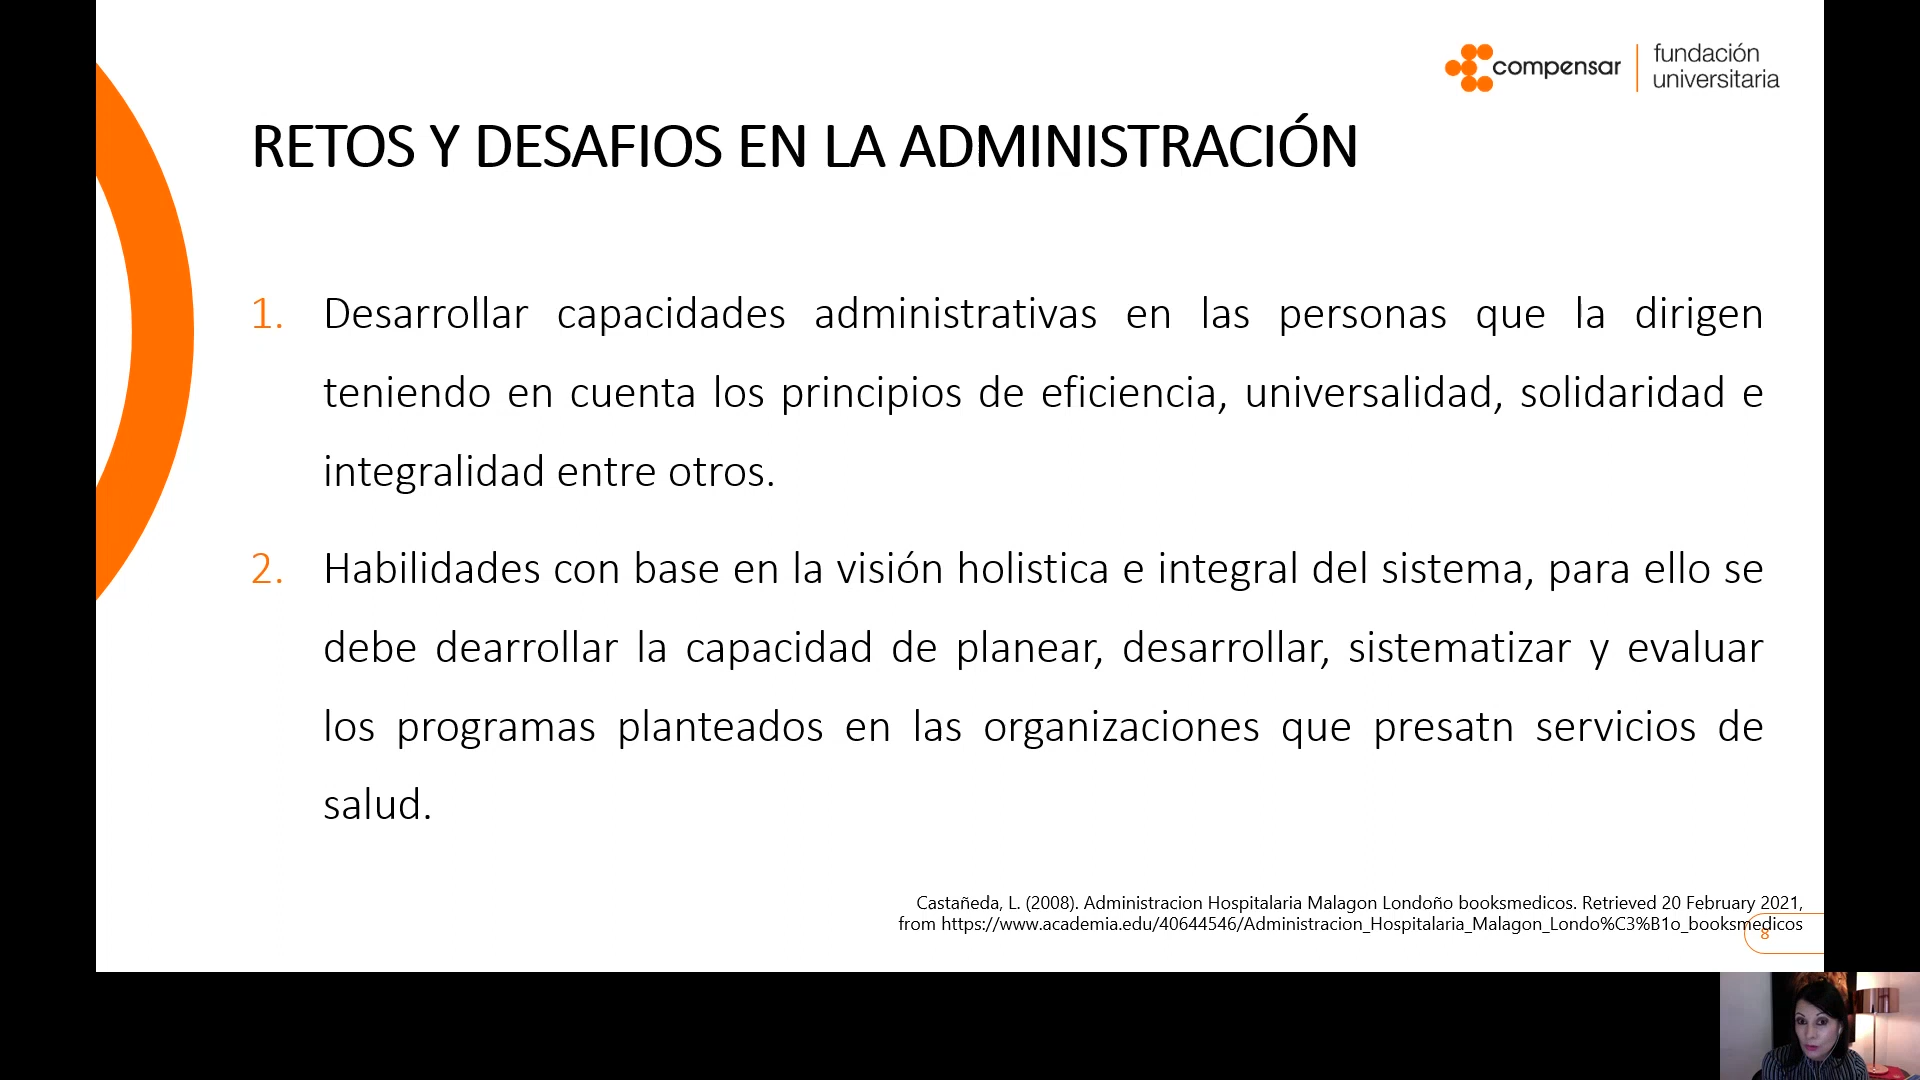 compensar
fundación
universitaria
RETOS Y DESAFIOS EN LA ADMINISTRACIÓN
1. Desarrollar capacidades administrativas en las personas que la dirigen
teniendo en cuenta los principios de eficiencia, universalidad, solidaridad e
integralidad entre otros.
2. Habilidades con base en la visión holistica e integral del sistema, para ello se
debe dearrollar la capacidad de planear, desarrollar, sistematizar y evaluar
los programas planteados en las organizaciones que presatn servicios de
salud.
Castañeda, L. (2008). Administracion Hospitalaria Malagon Londoño booksmedicos. Retrieved 20 February 2021,
from https://www.academia.edu/40644546/Administracion_Hospitalaria_Malagon_Londo%C3%B1o_booksmedicos
8